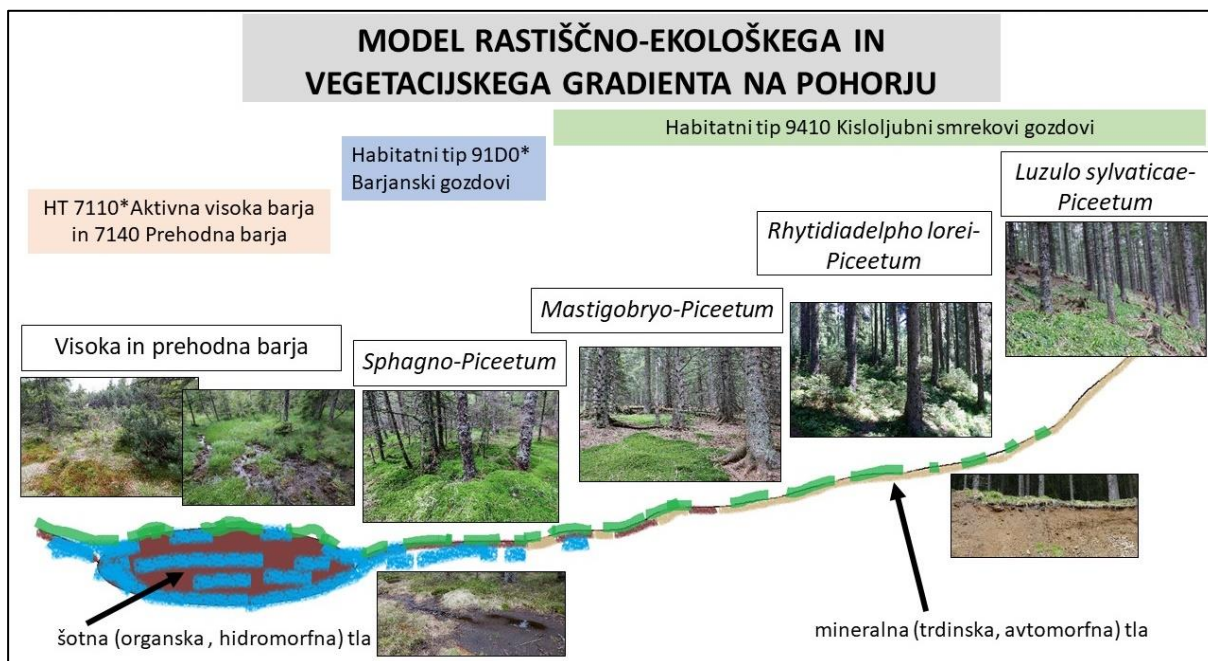 MODEL RASTIŠČNO-EKOLOŠKEGA IN
VEGETACIJSKEGA GRADIENTA NA POHORJU
Habitatni tip 9410 Kisloljubni smrekovi gozdovi
Habitatni tip 91D0*
Barjanski gozdovi
HT 7110*Aktivna visoka barja
in 7140 Prehodna barja
Luzulo sylvaticae-
Piceetum
Rhytidiadelpho lorei-
Piceetum
Mastigobryo-Piceetum
Sphagno-Piceetum
Visoka in prehodna barja
šotna (organska , hidromorfna) tla
mineralna (trdinska, avtomorfna) tla